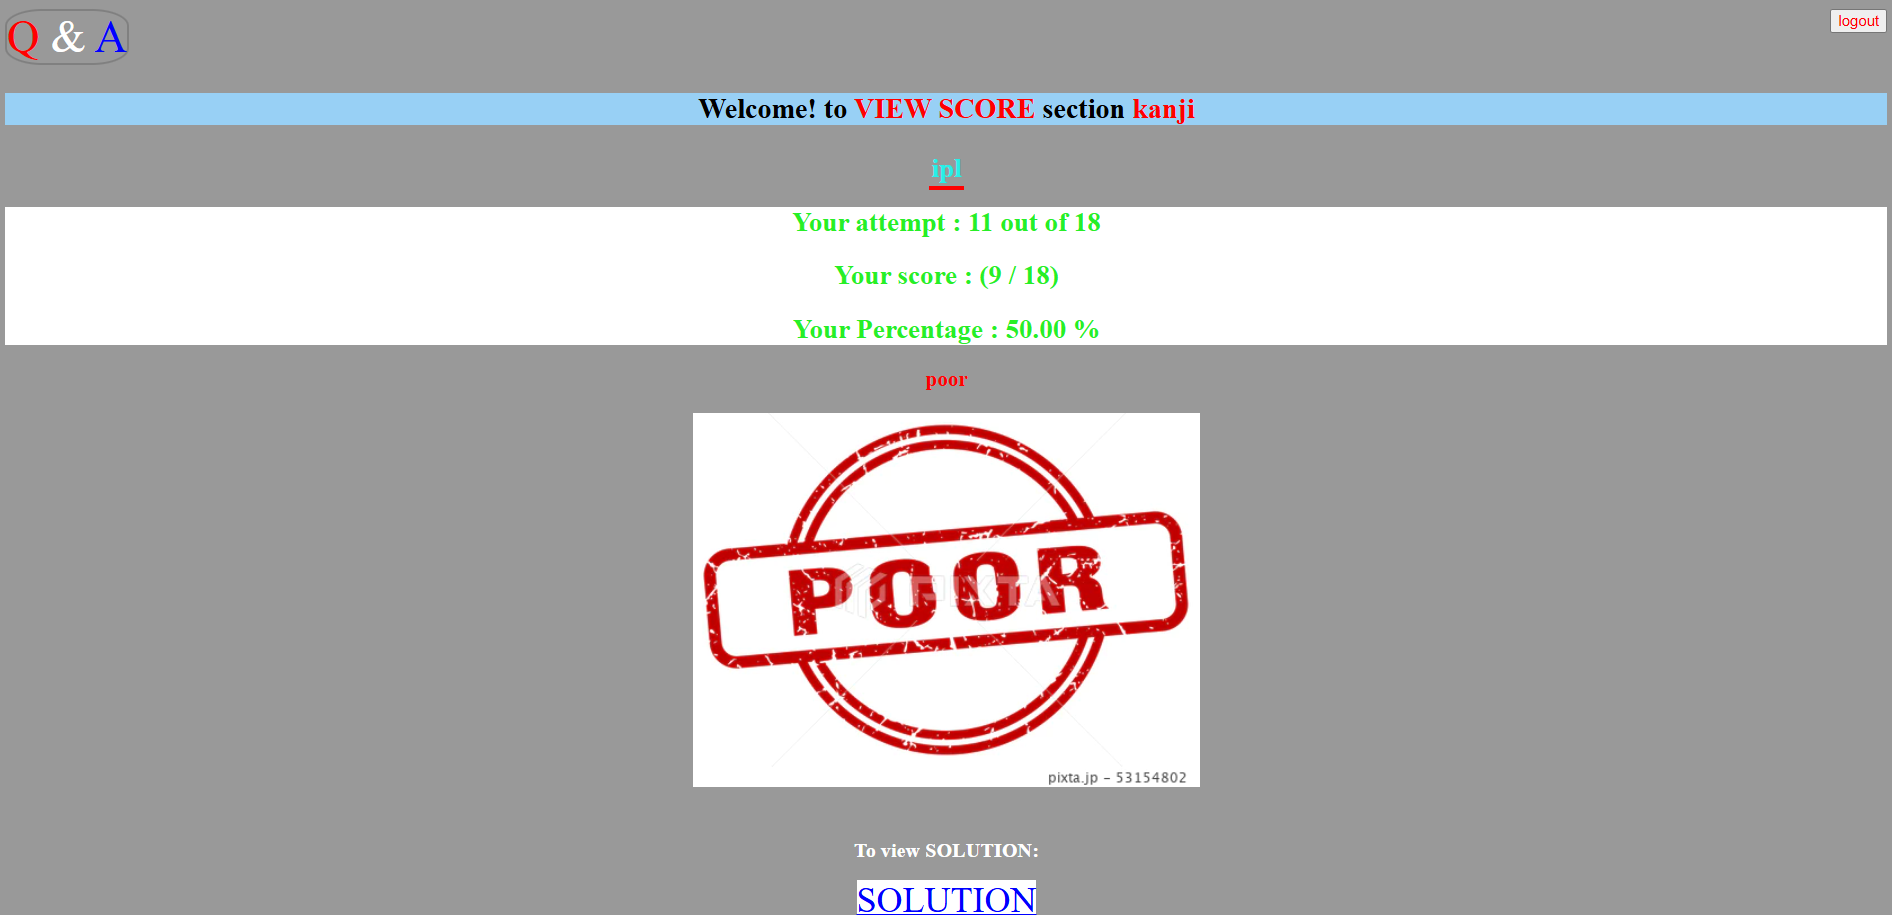 Q & A
logout
Welcome! to VIEW SCORE section kanji
ipl
Your attempt : 11 out of 18
Your score : (9 / 18)
Your Percentage : 50.00 %
poor
POOR
PIXTA
pixta.jp - 53154802
To view SOLUTION:
SOLUTION